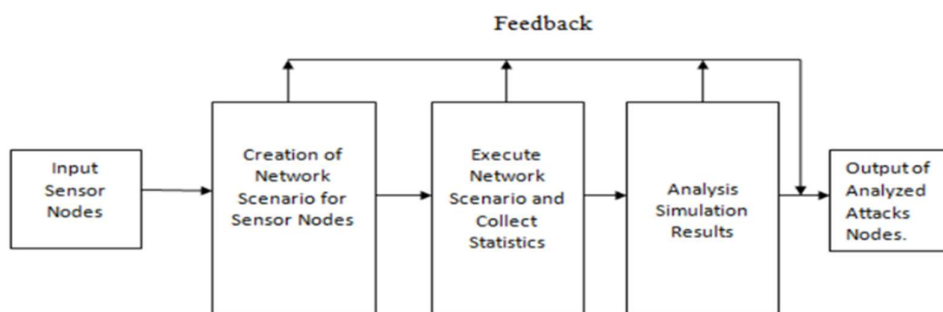 Feedback
Input
Sensor
Nodes
Creation of
Network
Scenario for
Sensor Nodes
Execute
Network
Scenario and
Collect
Statistics
Analysis
Simulation
Results
Output of
Analyzed
Attacks
Nodes.